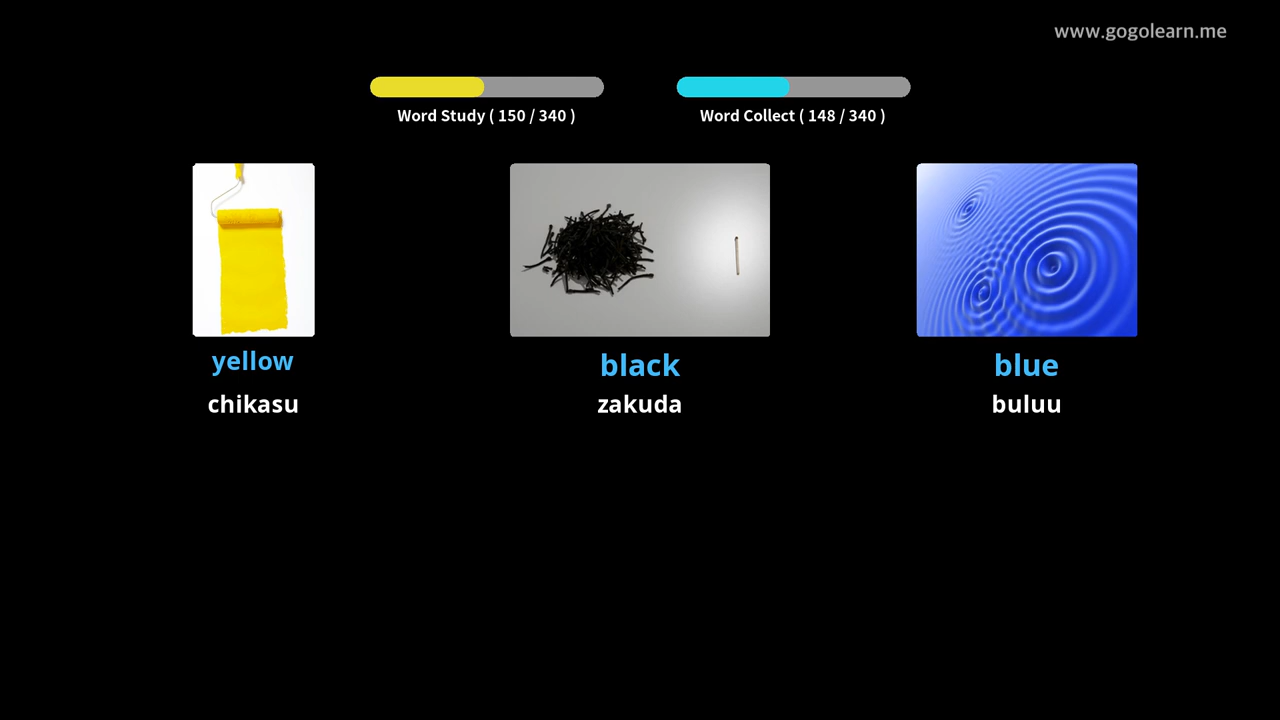 www.gogolearn.me
Word Study ( 150 / 340 )
Word Collect ( 148 / 340 )
yellow
chikasu
black
zakuda
blue
buluu